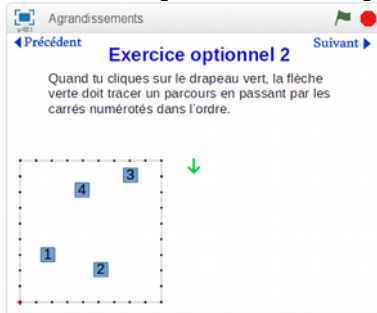 Agrandissements
v461
Précédent
Suivant
Exercice optionnel 2
Quand tu cliques sur le drapeau vert, la flèche
verte doit tracer un parcours en passant par les
carrés numérotés dans l'ordre.
3
4
1
2